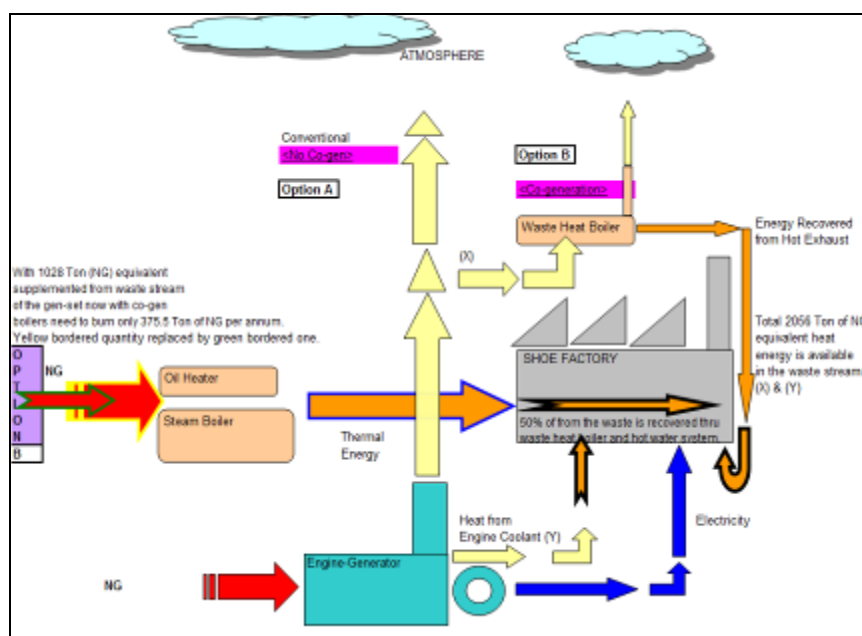 ATMOSPHERE
Conventional
<No Co-gen>
Option A
Option B
<Co-generation>
Waste Heat Boiler
Energy Recovered
from Hot Exhaust
(X)
With 1028 Ton (NG) equivalent
supplemented from waste stream
of the gen-set now with co-gen
boilers need to burn only 375.5 Ton of NG per annum.
Yellow bordered quantity replaced by green bordered one.
Total 2056 Ton of NG
equivalent heat
energy is available
in the waste streams
(X) & (Y)
SHOE FACTORY
O
P
T
I
O
N
B
NG
Oil Heater
Steam Boiler
50% of from the waste is recovered thru
waste heat boiler and hot water system.
Thermal
Energy
Heat from
Engine Coolant (Y)
Electricity
Engine-Generator
NG